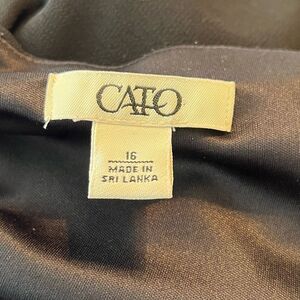 CATO
16
MADE IN
SRI LANKA